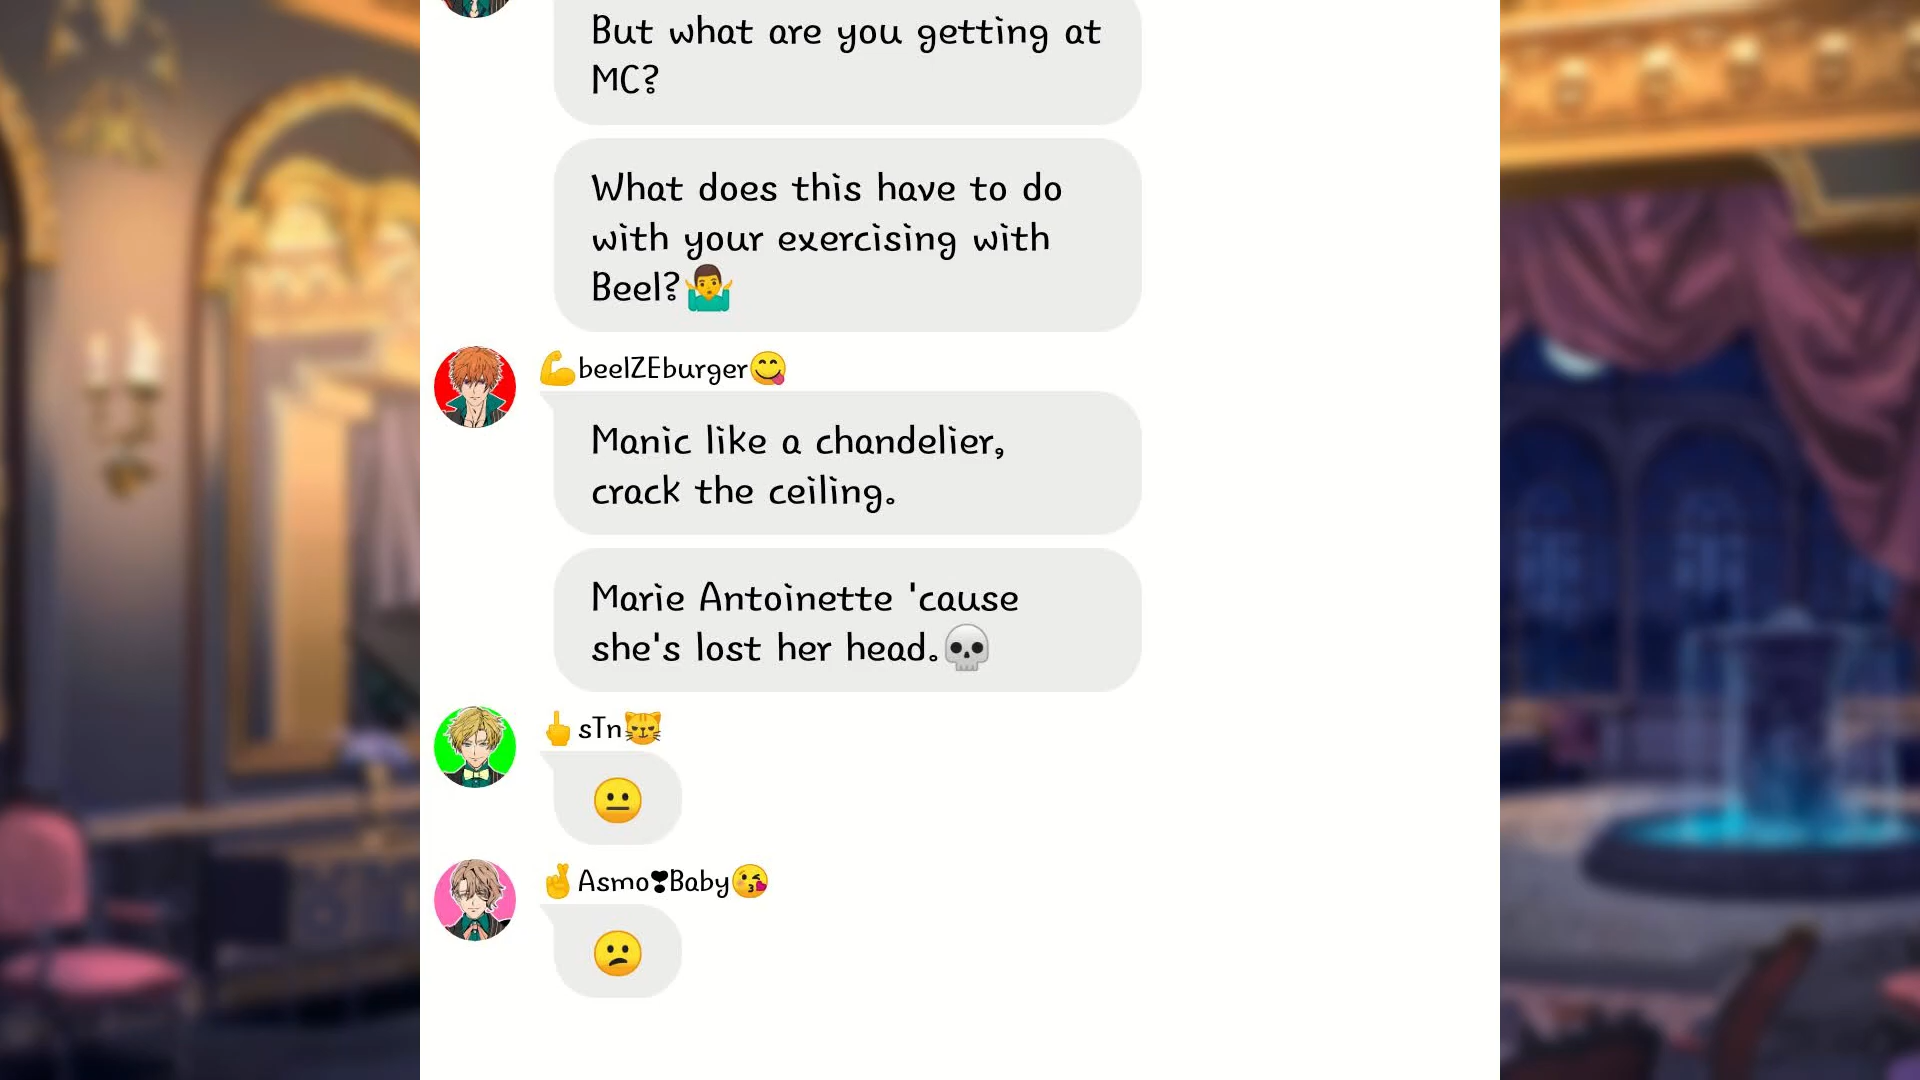 But what are you getting at
MC?
What does this have to do
with your exercising with
Beel?🤷‍♂️
💪beelZEburger😋
Manic like a chandelier,
crack the ceiling.
Marie Antoinette 'cause
she's lost her head.💀
🖕sTn😼
😐
🤞Asmo❣Baby😘
😕